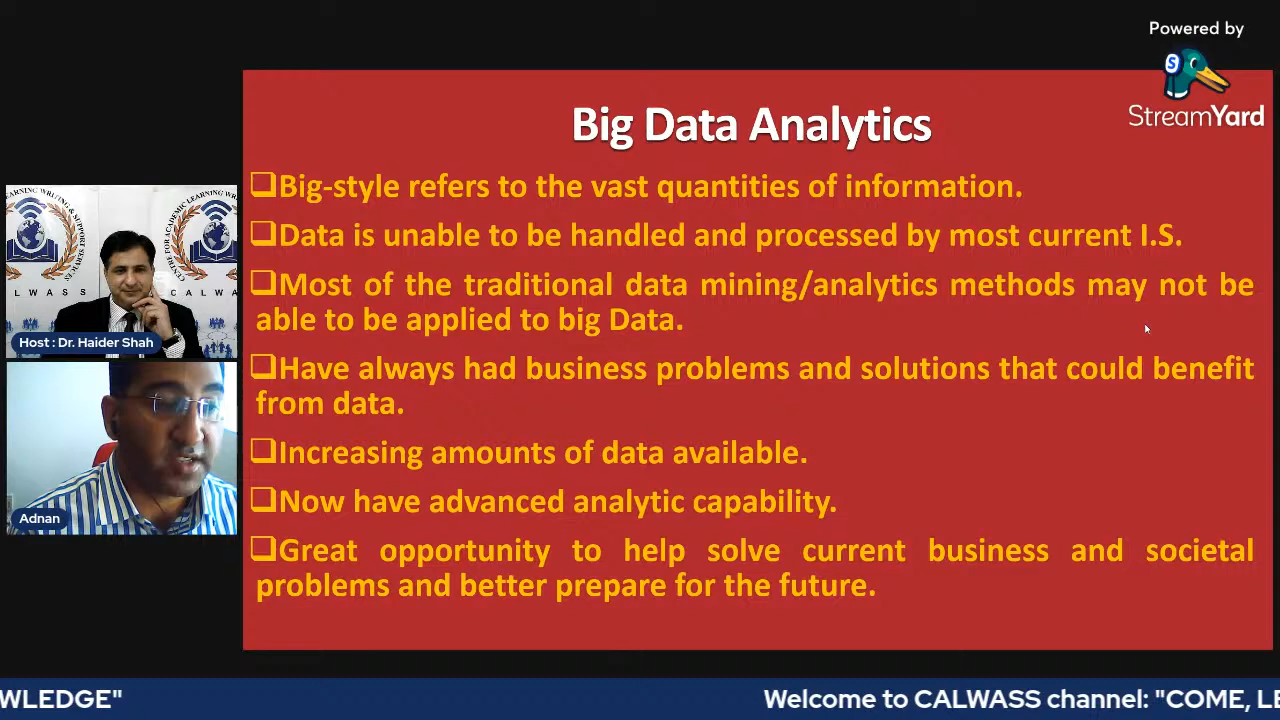 Powered by
StreamYard
Big Data Analytics
❑Big-style refers to the vast quantities of information.
❑Data is unable to be handled and processed by most current I.S.
❑Most of the traditional data mining/analytics methods may not be
able to be applied to big Data.
❑Have always had business problems and solutions that could benefit
from data.
❑Increasing amounts of data available.
❑Now have advanced analytic capability.
❑Great opportunity to help solve current business and societal
problems and better prepare for the future.
Host : Dr. Haider Shah
Adnan
WLEDGE" Welcome to CALWASS channel: "COME, LE